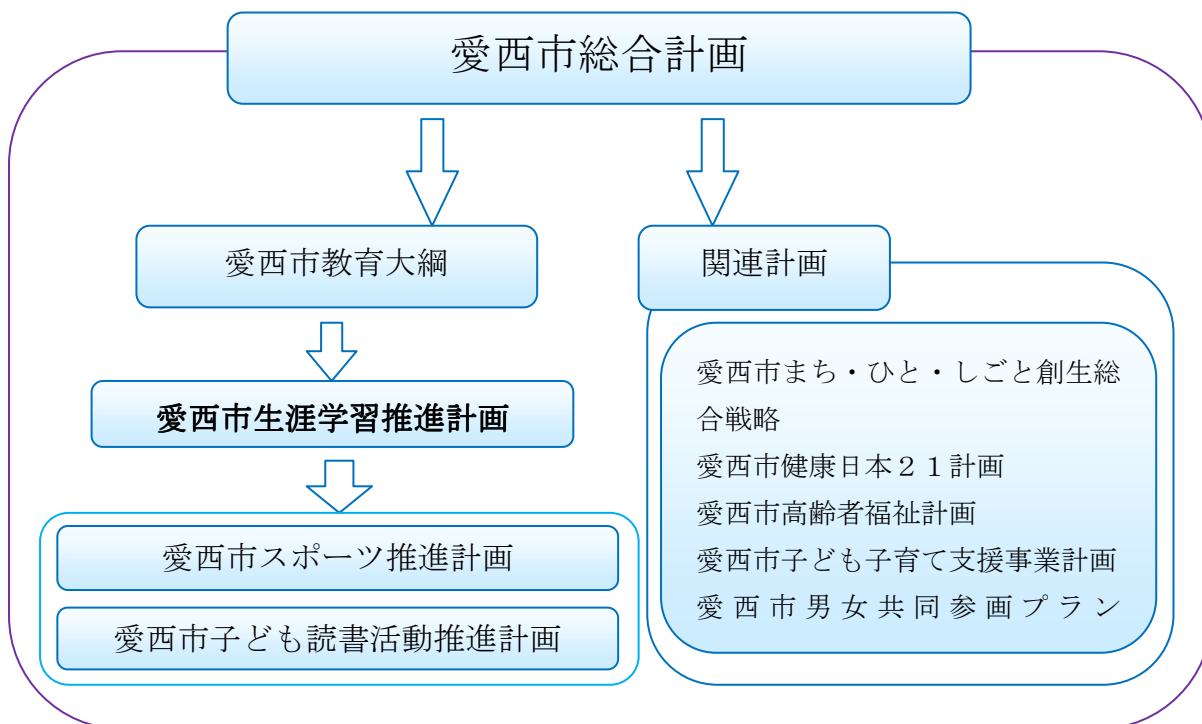 愛西市総合計画
愛西市教育大綱
関連計画
愛西市生涯学習推進計画
愛西市スポーツ推進計画
愛西市子ども読書活動推進計画
愛西市まち・ひと・しごと創生総
合戦略
愛西市健康日本２１計画
愛西市高齢者福祉計画
愛西市子ども子育て支援事業計画
愛西市男女共同参画プラン